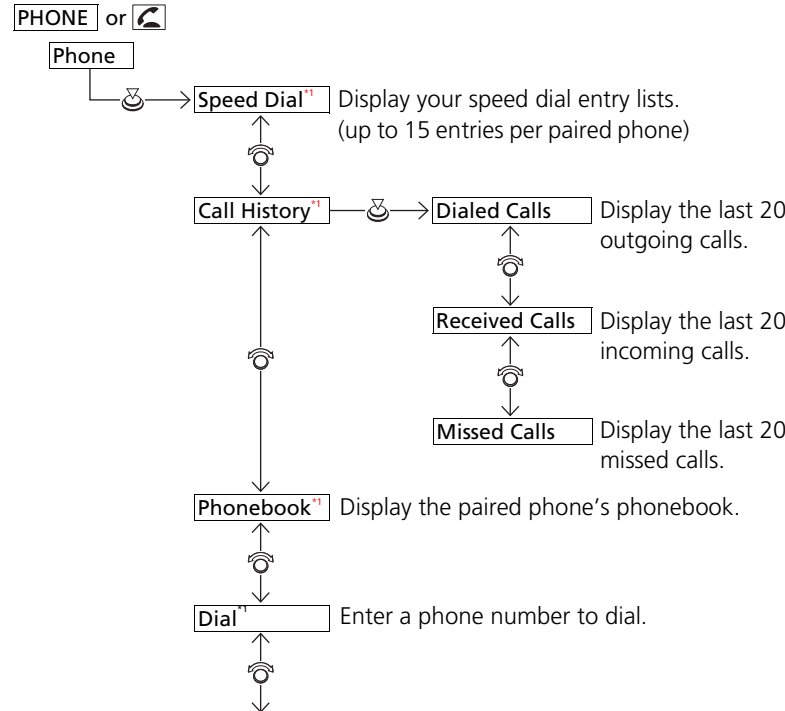 PHONE or
Phone
Speed Dial*1 Display your speed dial entry lists.
(up to 15 entries per paired phone)
Call History*1 Dialed Calls Display the last 20
outgoing calls.
Received Calls Display the last 20
incoming calls.
Missed Calls Display the last 20
missed calls.
Phonebook*1 Display the paired phone’s phonebook.
Dial*1 Enter a phone number to dial.